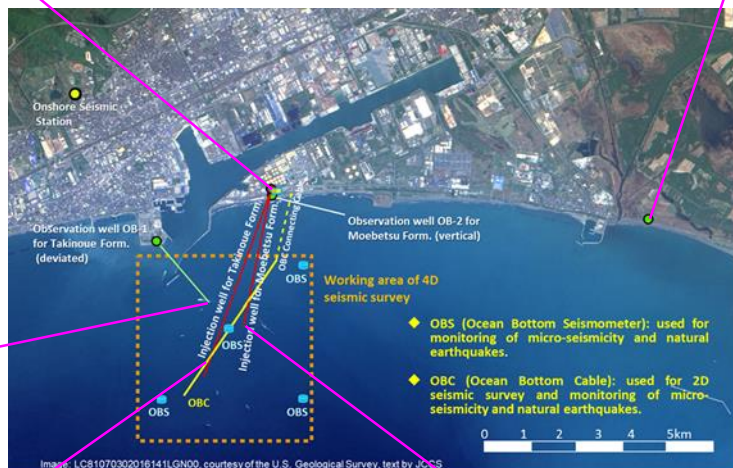 Onshore Seismic
Station
Observation well OB-1
for Takinoue Form.
(deviated)
Injection well for Takinoue Form.
Injection well for Moebetsu Form.
OBC Connecting Cable
Observation well OB-2 for
Moebetsu Form. (vertical)
OBS
Working area of 4D
seismic survey
OBS
OBC
OBS
OBS
◆ OBS (Ocean Bottom Seismometer): used for
monitoring of micro-seismicity and natural
earthquakes.
◆ OBC (Ocean Bottom Cable): used for 2D
seismic survey and monitoring of micro-
seismicity and natural earthquakes.
0 1 2 3 4 5km
Image: LC81070302016141LGN00, courtesy of the U.S. Geological Survey, text by JCCS